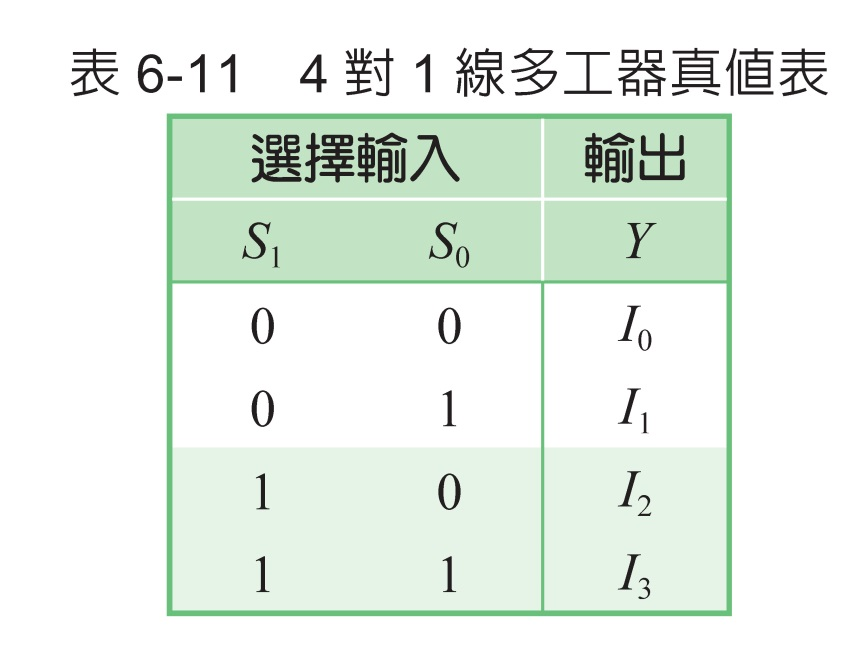 表 6-11　4 對 1 線多工器真值表
選擇輸入 輸出
S₁ S₀ Y
0 0 I₀
0 1 I₁
1 0 I₂
1 1 I₃